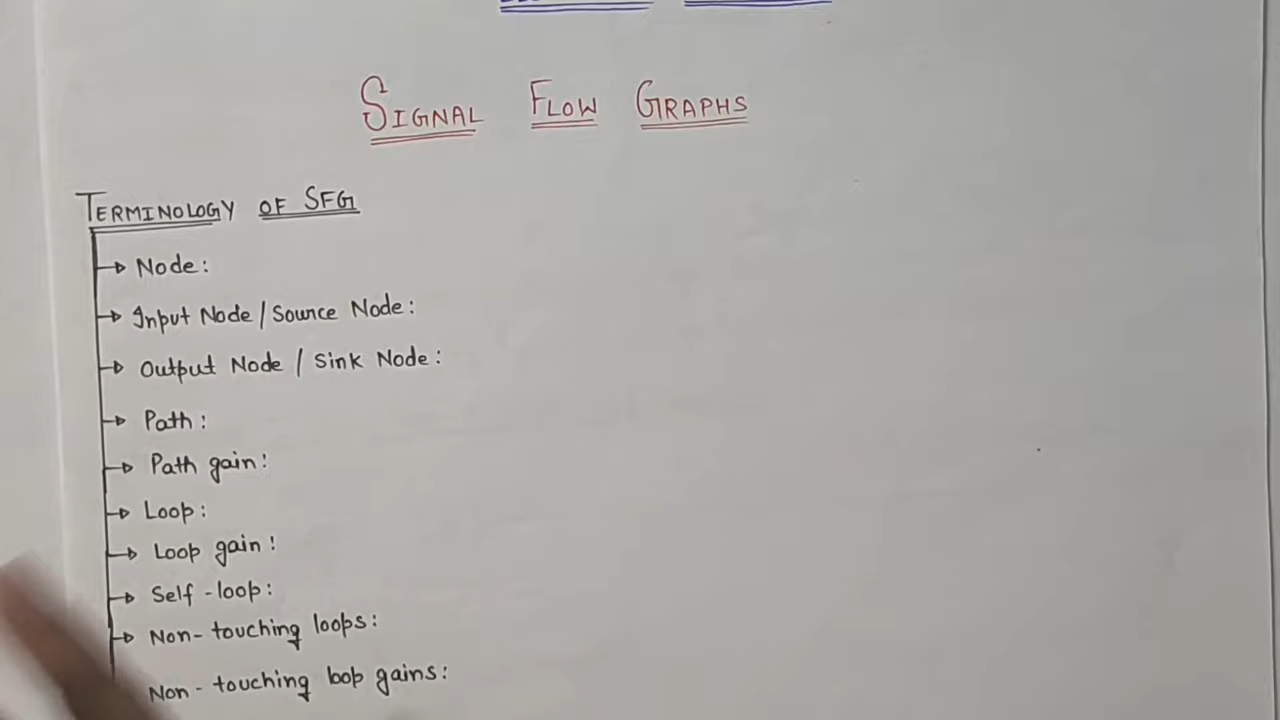 SIGNAL FLOW GRAPHS
TERMINOLOGY OF SFG
Node:
Input Node / Source Node:
Output Node / Sink Node:
Path:
Path gain:
Loop:
Loop gain:
Self-loop:
Non-touching loops:
Non-touching loop gains: